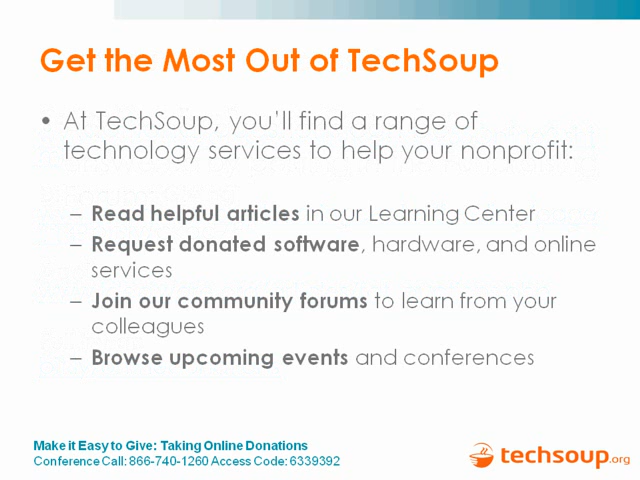 Get the Most Out of TechSoup
• At TechSoup, you'll find a range of
technology services to help your nonprofit:
– Read helpful articles in our Learning Center
– Request donated software, hardware, and online
services
– Join our community forums to learn from your
colleagues
– Browse upcoming events and conferences
Make it Easy to Give: Taking Online Donations
Conference Call: 866-740-1260 Access Code: 6339392
techsoup.org